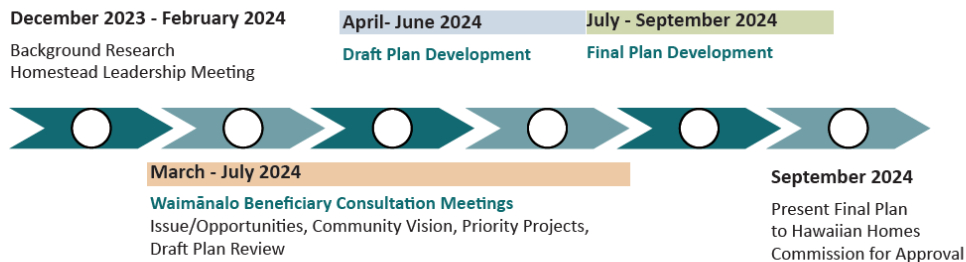 December 2023 - February 2024
Background Research
Homestead Leadership Meeting
April- June 2024
Draft Plan Development
July - September 2024
Final Plan Development
March - July 2024
Waimānalo Beneficiary Consultation Meetings
Issue/Opportunities, Community Vision, Priority Projects,
Draft Plan Review
September 2024
Present Final Plan
to Hawaiian Homes
Commission for Approval